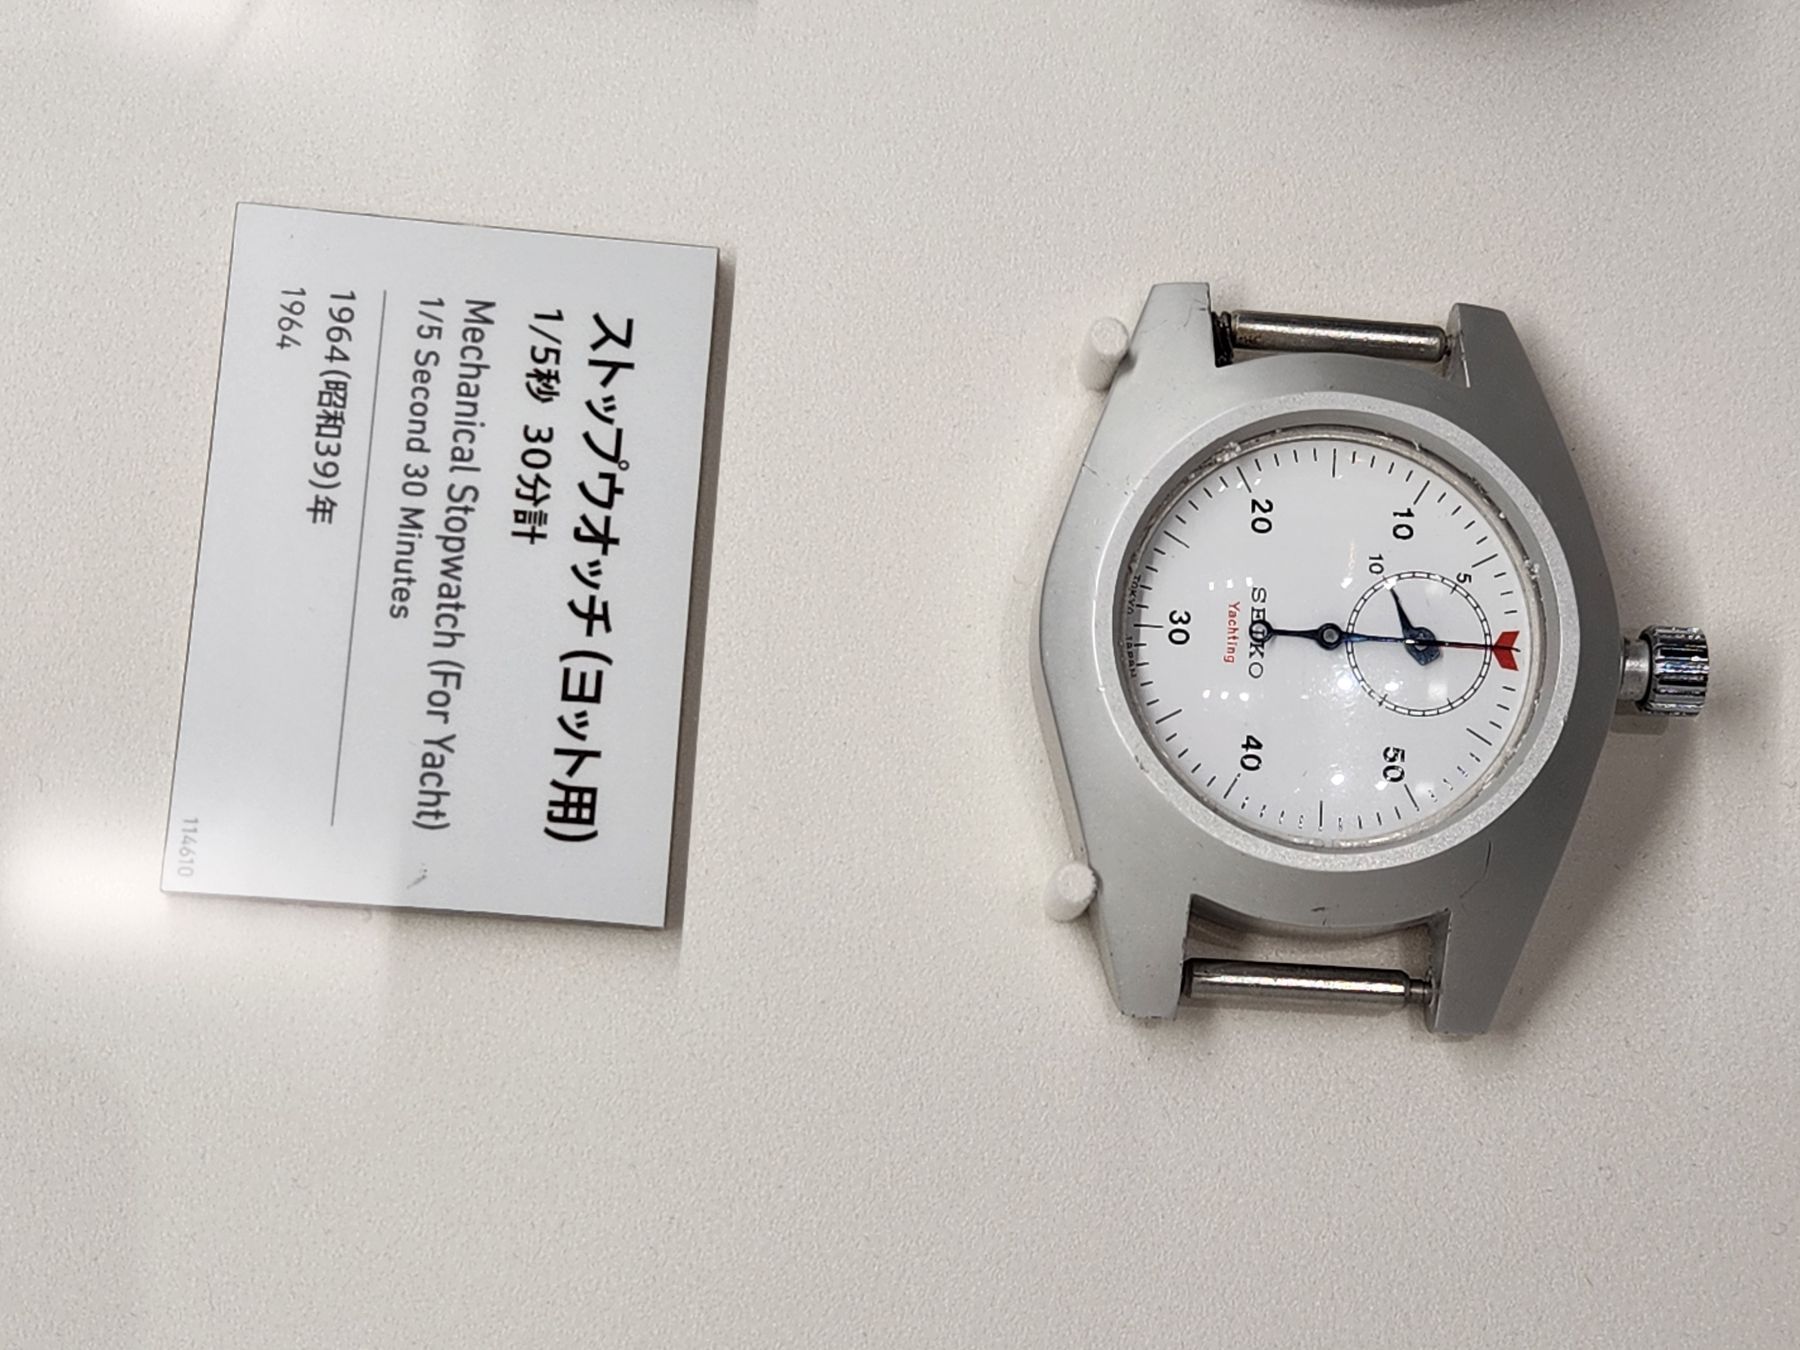 ストップウオッチ(ヨット用)
1/5秒 30分計
Mechanical Stopwatch (For Yacht)
1/5 Second 30 Minutes
1964(昭和39)年
1964
114610
50
10
5
10
SEIKO
Yachting
40
20
30
TOKYO JAPAN